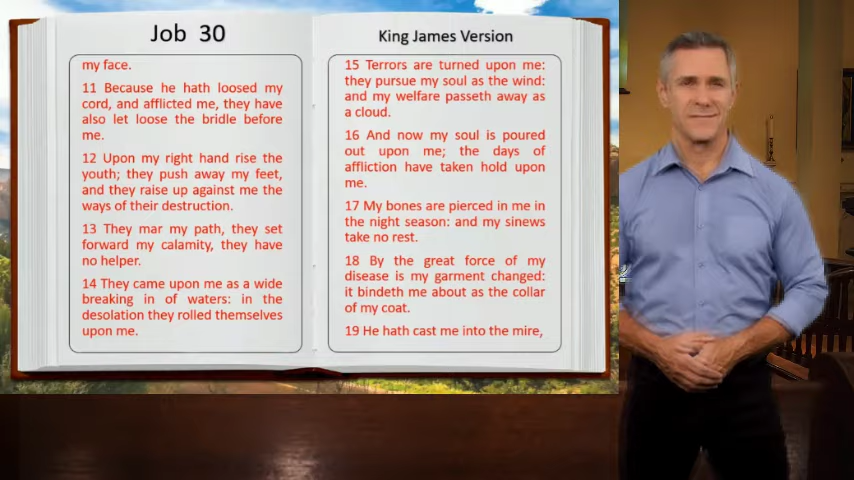 Job 30
my face.
11 Because he hath loosed my
cord, and afflicted me, they have
also let loose the bridle before
me.
12 Upon my right hand rise the
youth; they push away my feet,
and they raise up against me the
ways of their destruction.
13 They mar my path, they set
forward my calamity, they have
no helper.
14 They came upon me as a wide
breaking in of waters: in the
desolation they rolled themselves
upon me.
King James Version
15 Terrors are turned upon me:
they pursue my soul as the wind:
and my welfare passeth away as
a cloud.
16 And now my soul is poured
out upon me; the days of
affliction have taken hold upon
me.
17 My bones are pierced in me in
the night season: and my sinews
take no rest.
18 By the great force of my
disease is my garment changed:
it bindeth me about as the collar
of my coat.
19 He hath cast me into the mire,